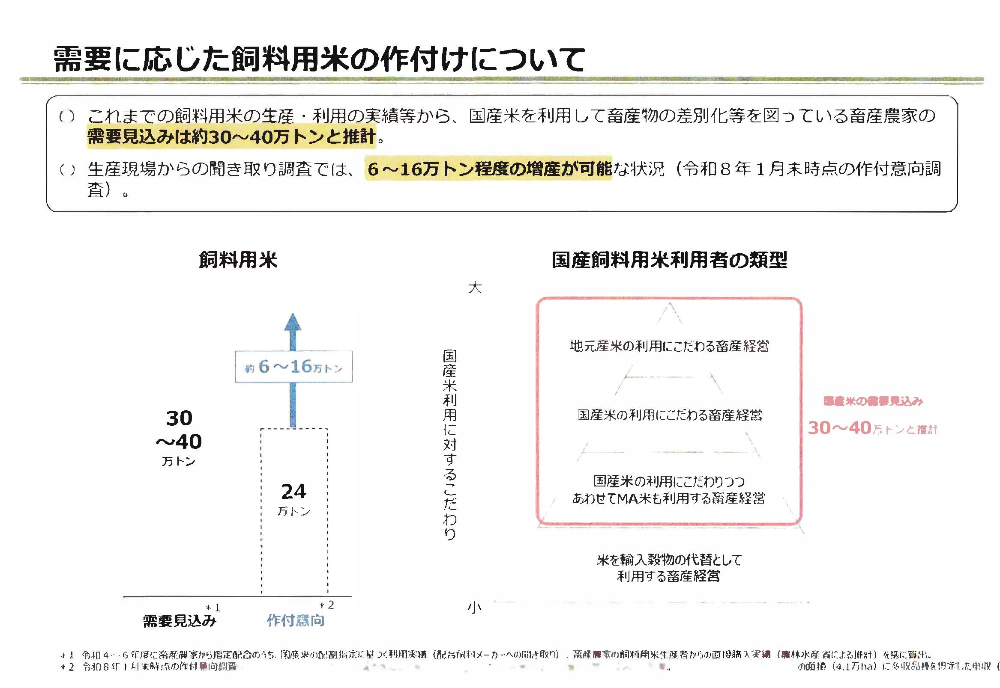 需要に応じた飼料用米の作付けについて
これまでの飼料用米の生産・利用の実績等から、国産米を利用して畜産物の差別化等を図っている畜産農家の
需要見込みは約30～40万トンと推計。
生産現場からの聞き取り調査では、6～16万トン程度の増産が可能な状況（令和８年１月末時点の作付意向調
査）。
飼料用米
約6～16万トン
30
～40
万トン
24
万トン
*1
*2
需要見込み
作付意向
国産飼料用米利用者の類型
大
国産米利用に対するこだわり
小
地元産米の利用にこだわる畜産経営
国産米の利用にこだわる畜産経営
国産米の利用にこだわりつつ
あわせてMA米も利用する畜産経営
米を輸入穀物の代替として
利用する畜産経営
国産米の需要見込み
30～40万トンと推計
*1 令和４～６年度に畜産農家から指定配合のうち、国産米の配割指定に基づく利用実績（配合飼料メーカーへの聞き取り）、畜産農家の飼料用米生産者からの直接購入実績（農林水産省による推計）を基に算出。
*2 令和８年１月末時点の作付意向調査 の面積（4.1万ha）に多収品種を想定した単収（